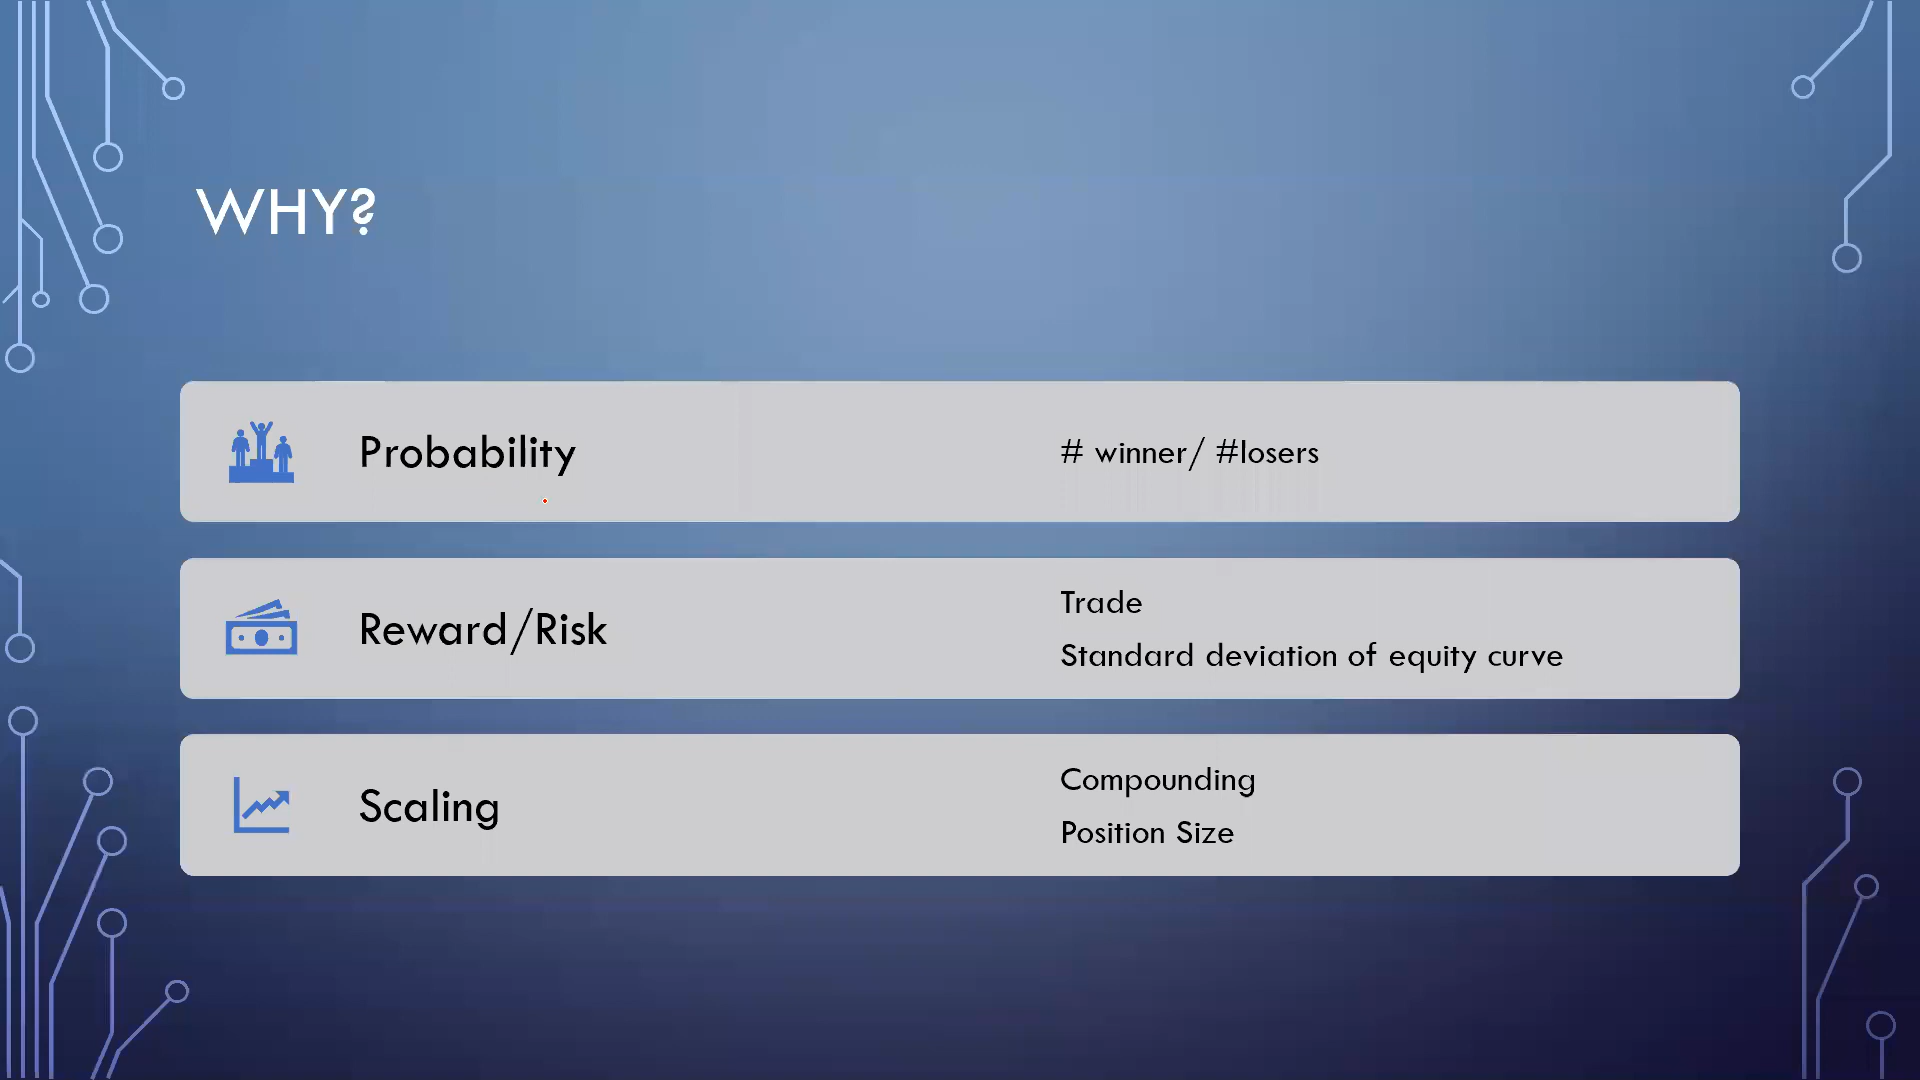 WHY?
Probability
# winner/ #losers
Reward/Risk
Trade
Standard deviation of equity curve
Scaling
Compounding
Position Size